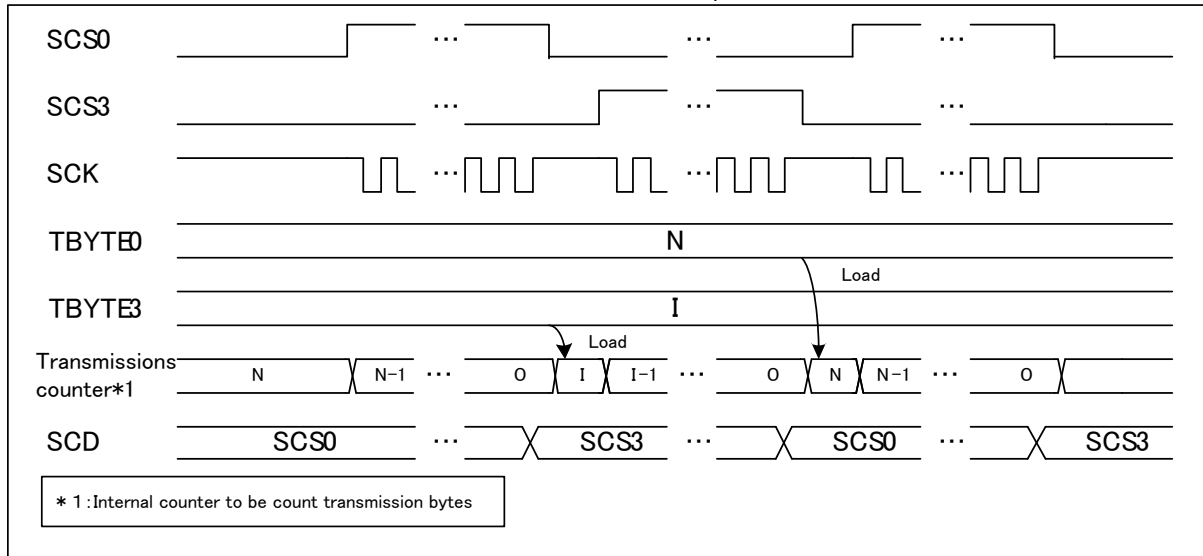 SCS0 ... ... ...
SCS3 ... ... ...
SCK ... ... ...
TBYTE0 N
Load
TBYTE3 I
Load
Transmissions
counter*1 N N-1 ... 0 I I-1 ... 0 N N-1 ... 0
SCD SCS0 ... SCS3 ... SCS0 ... SCS3
* 1:Internal counter to be count transmission bytes